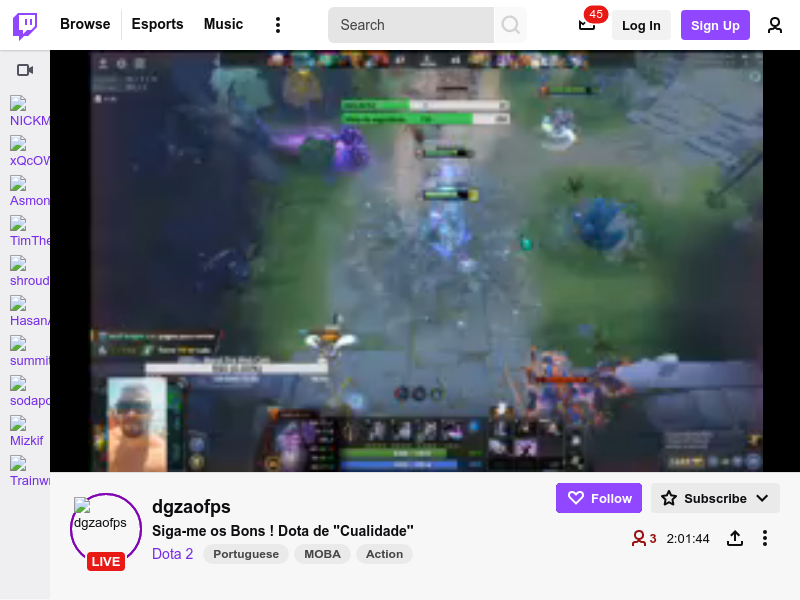 Browse
Esports
Music
Search
45
Log In
Sign Up
NICKM
xQcOW
Asmon
TimThe
shroud
HasanA
summit
sodapo
Mizkif
Trainwr
dgzaofps
LIVE
dgzaofps
Siga-me os Bons ! Dota de "Cualidade"
Dota 2
Portuguese
MOBA
Action
Follow
Subscribe
3
2:01:44